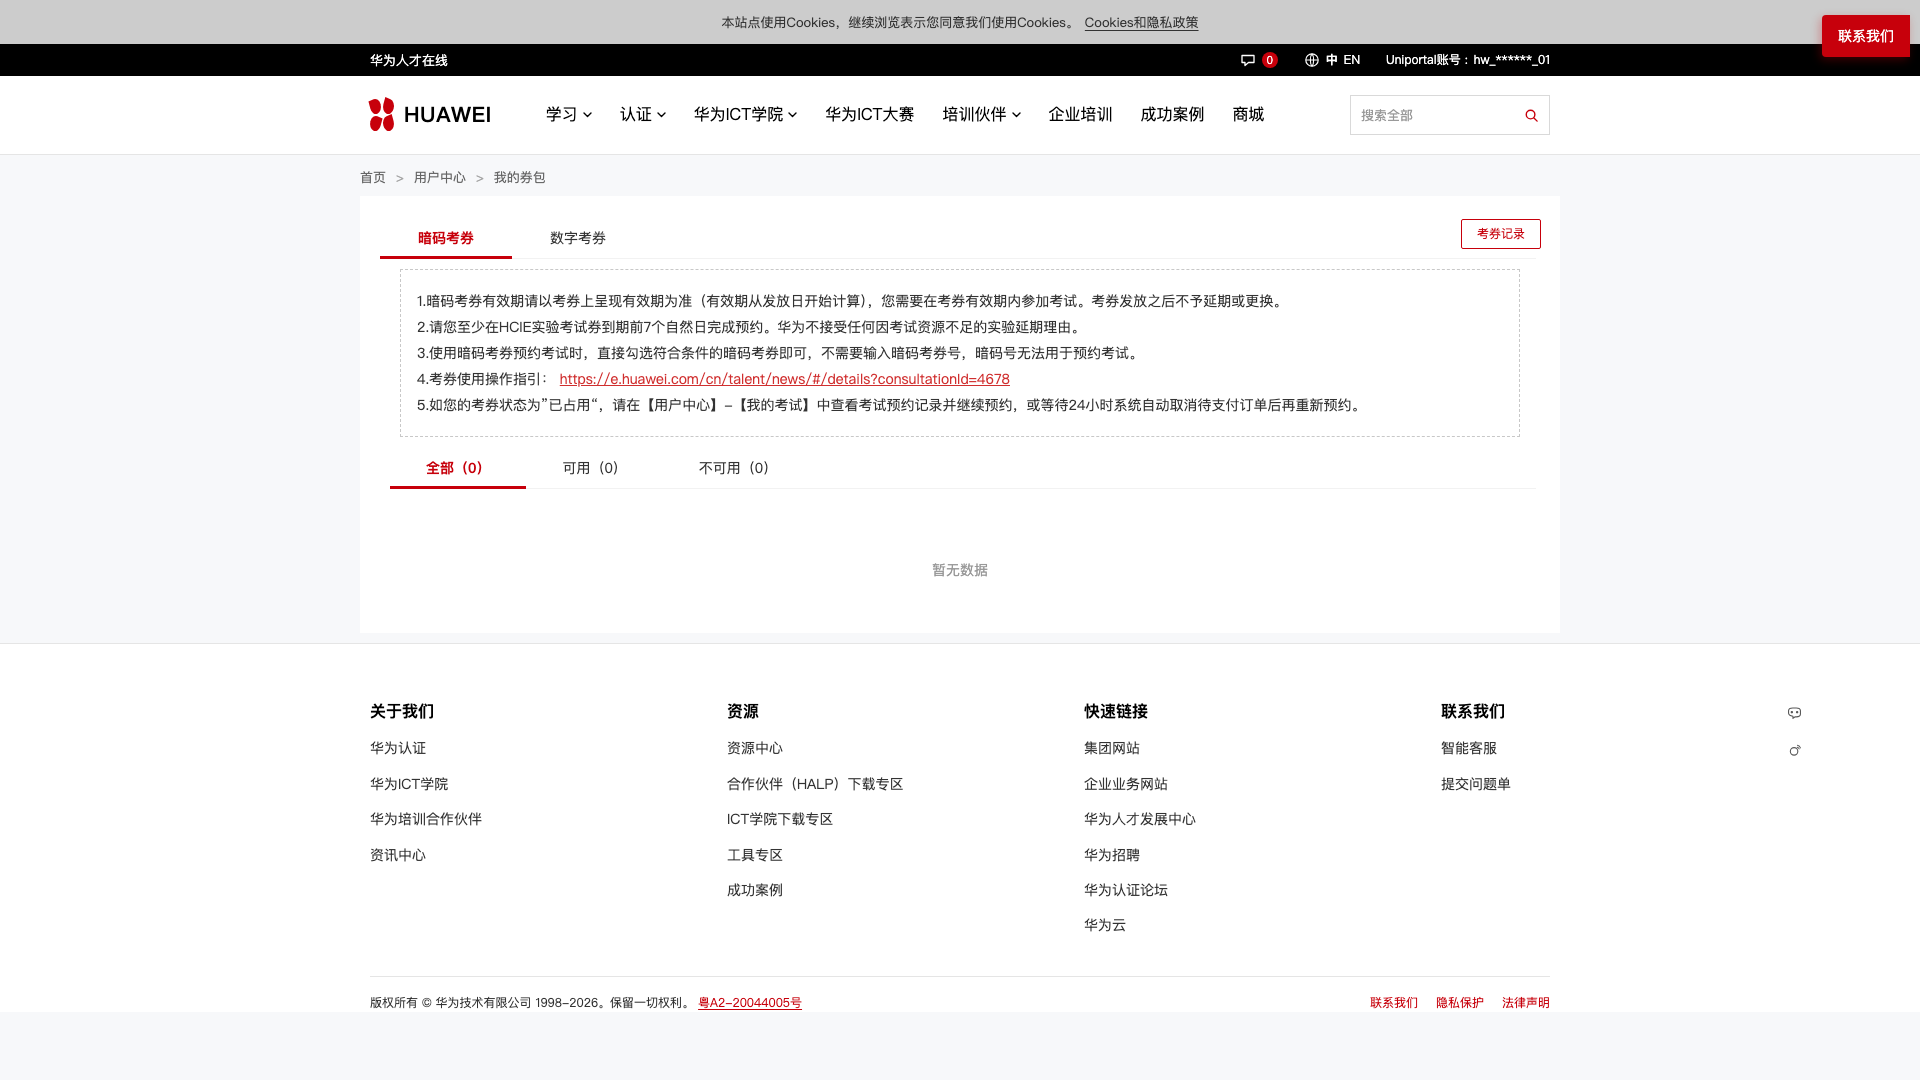 本站点使用Cookies，继续浏览表示您同意我们使用Cookies。 Cookies和隐私政策
联系我们
华为人才在线
0
中 EN
Uniportal账号：hw_******_01
HUAWEI
学习
认证
华为ICT学院
华为ICT大赛
培训伙伴
企业培训
成功案例
商城
搜索全部
首页 > 用户中心 > 我的券包
暗码考券
数字考券
考券记录
1.暗码考券有效期请以考券上呈现有效期为准（有效期从发放日开始计算），您需要在考券有效期内参加考试。考券发放之后不予延期或更换。
2.请您至少在HCIE实验考试券到期前7个自然日完成预约。华为不接受任何因考试资源不足的实验延期理由。
3.使用暗码考券预约考试时，直接勾选符合条件的暗码考券即可，不需要输入暗码考券号，暗码号无法用于预约考试。
4.考券使用操作指引： https://e.huawei.com/cn/talent/news/#/details?consultationId=4678
5.如您的考券状态为”已占用“，请在【用户中心】-【我的考试】中查看考试预约记录并继续预约，或等待24小时系统自动取消待支付订单后再重新预约。
全部（0）
可用（0）
不可用（0）
暂无数据
关于我们
华为认证
华为ICT学院
华为培训合作伙伴
资讯中心
资源
资源中心
合作伙伴（HALP）下载专区
ICT学院下载专区
工具专区
成功案例
快速链接
集团网站
企业业务网站
华为人才发展中心
华为招聘
华为认证论坛
华为云
联系我们
智能客服
提交问题单
版权所有 © 华为技术有限公司 1998-2026。保留一切权利。 粤A2-20044005号
联系我们 隐私保护 法律声明